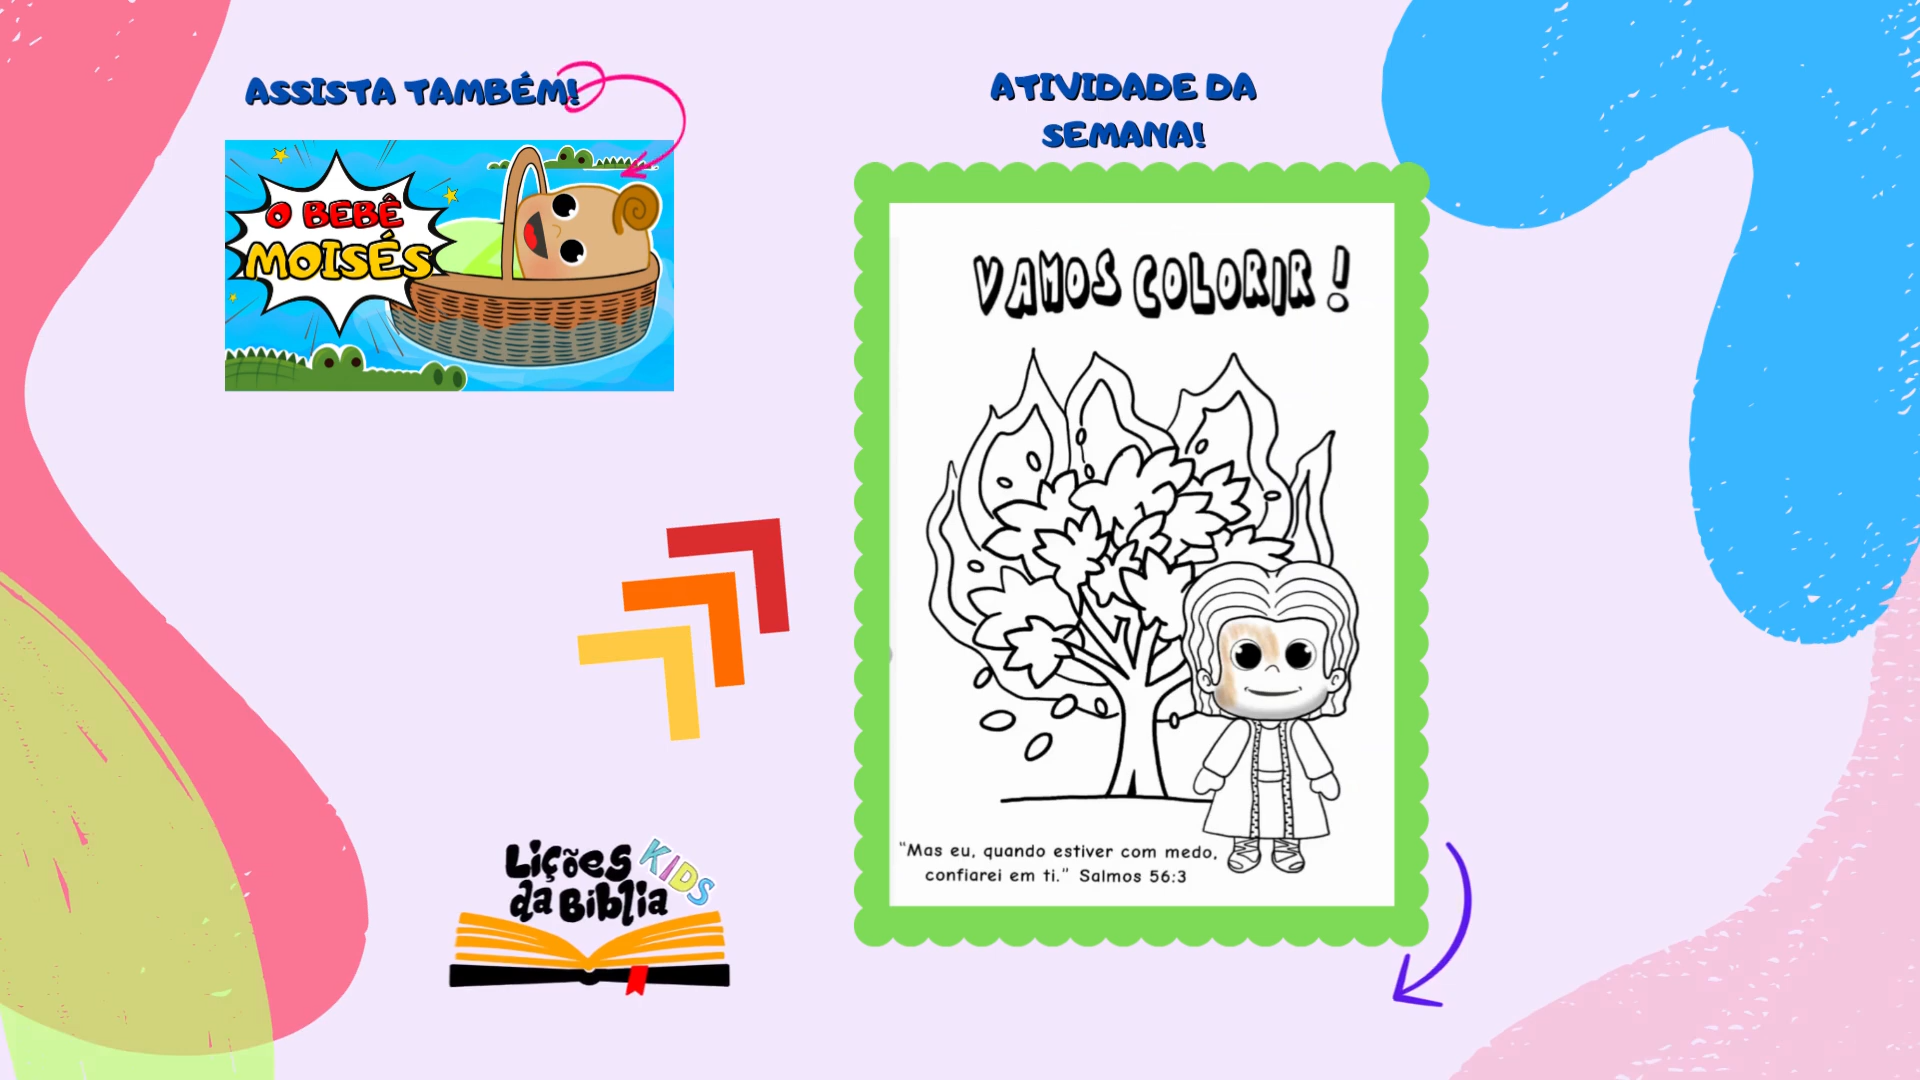 ASSISTA TAMBÉM!
O BEBÊ
MOISÉS
Lições KIDS
da Bíblia
ATIVIDADE DA
SEMANA!
VAMOS COLORIR!
"Mas eu, quando estiver com medo,
confiarei em ti." Salmos 56:3